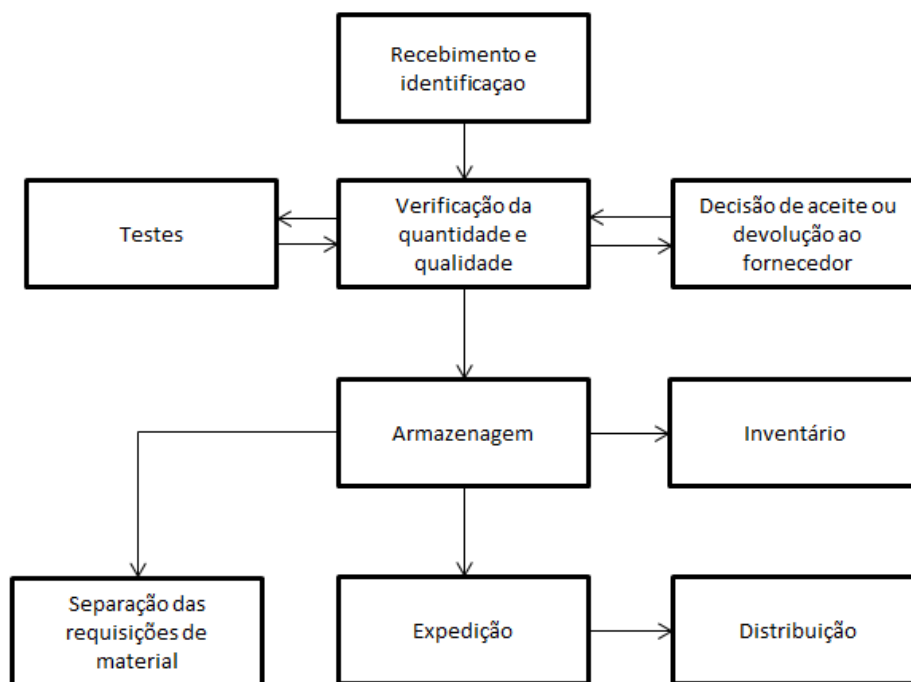 Recebimento e
identificaçao
Testes
Verificação da
quantidade e
qualidade
Decisão de aceite ou
devolução ao
fornecedor
Armazenagem
Inventário
Separação das
requisições de
material
Expedição
Distribuição